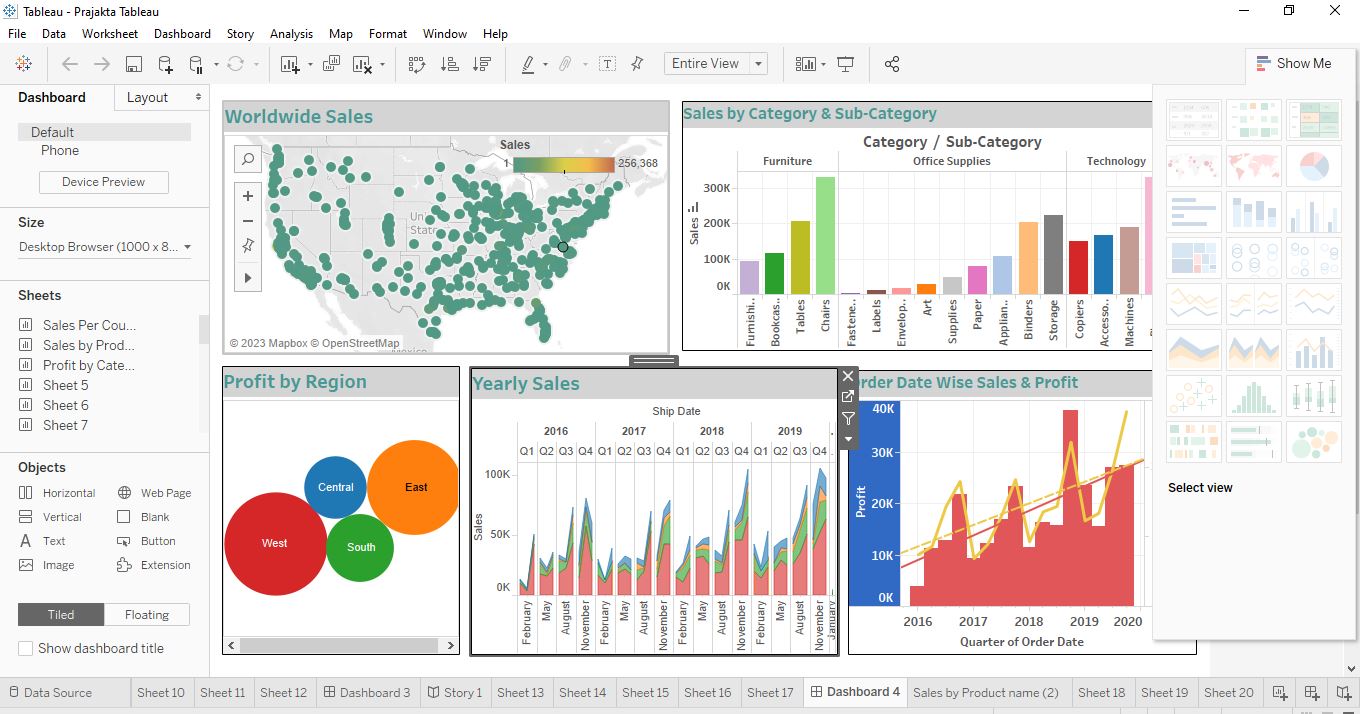 Tableau - Prajakta Tableau
File Data Worksheet Dashboard Story Analysis Map Format Window Help
Entire View
Show Me
Dashboard Layout
Default
Phone
Device Preview
Size
Desktop Browser (1000 x 8...
Sheets
Sales Per Cou...
Sales by Prod...
Profit by Cate...
Sheet 5
Sheet 6
Sheet 7
Objects
Horizontal Web Page
Vertical Blank
Text Button
Image Extension
Tiled Floating
Show dashboard title
Worldwide Sales
Sales
1 256,368
Un
State
© 2023 Mapbox © OpenStreetMap
Mexico
Sales by Category & Sub-Category
Category / Sub-Category
Furniture Office Supplies Technology
300K
200K
100K
0K
Sales
Furnishi..
Bookcas..
Tables
Chairs
Fastene..
Labels
Envelop..
Art
Supplies
Paper
Applian..
Binders
Storage
Copiers
Accesso..
Machines
Profit by Region
Central
East
West
South
Yearly Sales
Ship Date
2016 2017 2018 2019 .
Q1 Q2 Q3 Q4 Q1 Q2 Q3 Q4 Q1 Q2 Q3 Q4 Q1 Q2 Q3 Q4 .
100K
50K
0K
Sales
February
May
August
November
February
May
August
November
February
May
August
November
February
May
August
November
January
rder Date Wise Sales & Profit
40K
30K
20K
10K
0K
Profit
2016 2017 2018 2019 2020
Quarter of Order Date
Select view
Data Source Sheet 10 Sheet 11 Sheet 12 Dashboard 3 Story 1 Sheet 13 Sheet 14 Sheet 15 Sheet 16 Sheet 17 Dashboard 4 Sales by Product name (2) Sheet 18 Sheet 19 Sheet 20